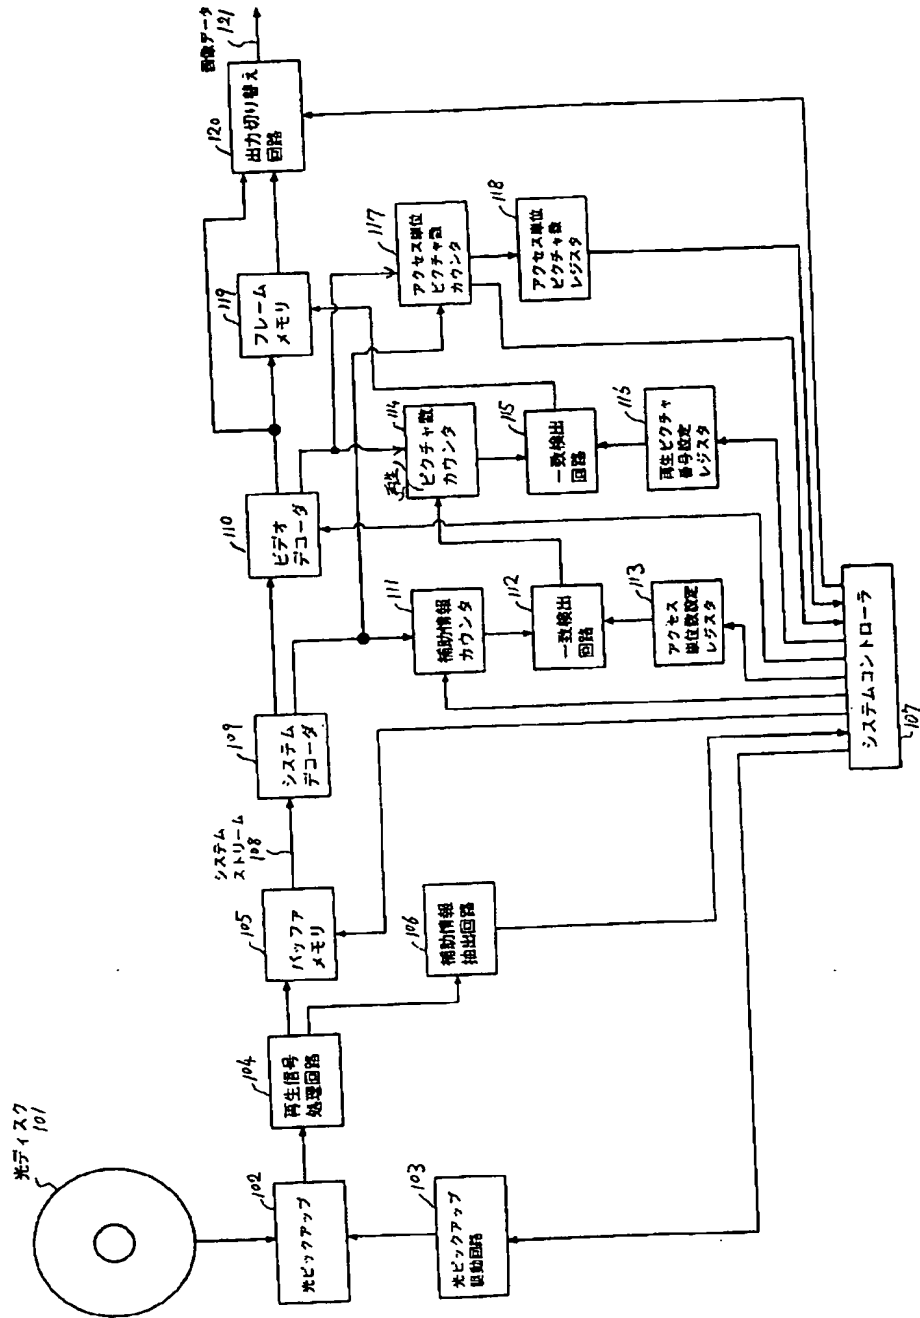 光ディスク
101
光ピックアップ
102
光ピックアップ
駆動回路
103
再生信号
処理回路
104
バッファ
メモリ
105
補助情報
抽出回路
106
システム
ストリーム
108
システム
デコーダ
109
ビデオ
デコーダ
110
補助情報
カウンタ
111
一致検出
回路
112
アクセス
単位数設定
レジスタ
113
再生
ピクチャ数
カウンタ
114
一致検出
回路
115
再生ピクチャ
番号設定
レジスタ
116
アクセス単位
ピクチャ数
カウンタ
117
アクセス単位
ピクチャ数
レジスタ
118
フレーム
メモリ
119
出力切り替え
回路
120
画像データ
121
システムコントローラ
107